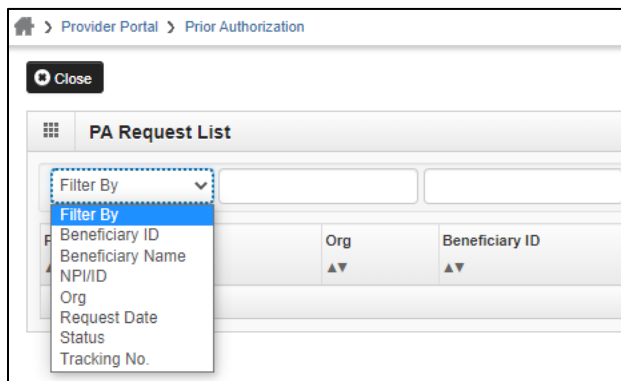 Provider Portal Prior Authorization
Close
PA Request List
Filter By
Filter By
Beneficiary ID
Beneficiary Name
NPI/ID
Org
Request Date
Status
Tracking No.
Org Beneficiary ID